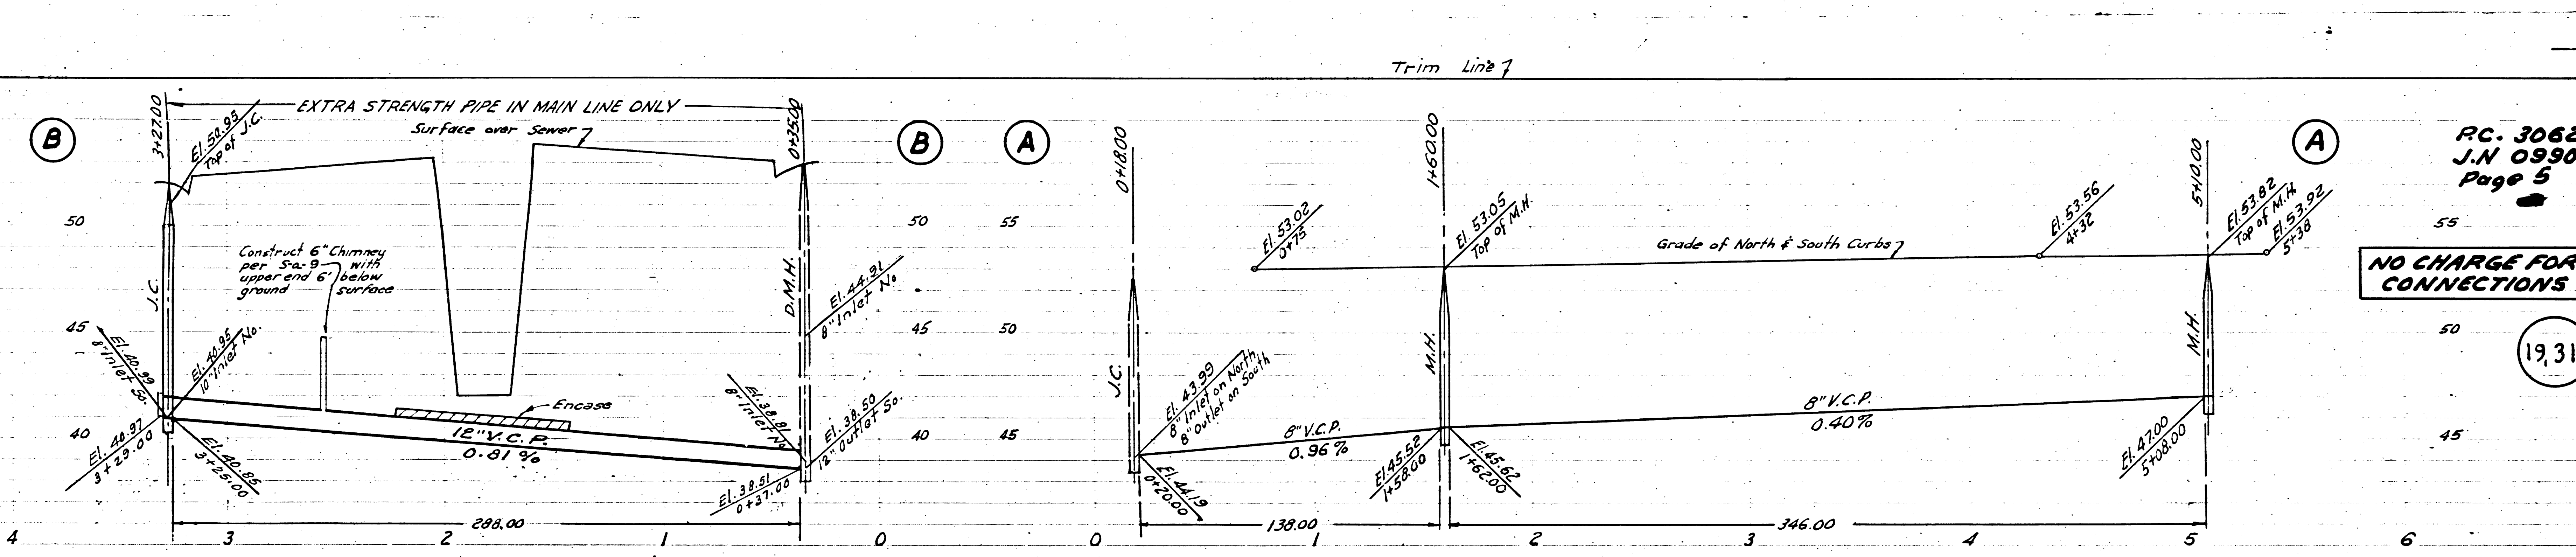 Trim Line
B
3+27.00
EXTRA STRENGTH PIPE IN MAIN LINE ONLY
0+35.00
Surface over Sewer
El. 50.95
Top of J.C.
50
Construct 6" Chimney
per S-a-9 with
upper end 6' below
ground surface
J.C.
D.M.H.
El. 44.91
8" Inlet No
45
El. 40.99
8" Inlet So.
El. 40.95
10" Inlet No.
40
El. 40.97
3+29.00
El. 40.85
3+25.00
12" V.C.P.
0.81 %
Encase
El. 38.81
8" Inlet No
El. 38.50
12" Outlet So.
El. 38.51
0+37.00
288.00
4 3 2 1 0
B
50
45
40
A
0+18.00
1+60.00
5+10.00
A
55
50
45
El. 53.02
0+75
El. 53.05
Top of M.H.
Grade of North & South Curbs
El. 53.56
4+32
El. 53.82
Top of M.H.
El. 53.92
5+38
J.C.
M.H.
M.H.
El. 43.99
8" Inlet on North
8" Outlet on South
El. 44.19
0+20.00
8" V.C.P.
0.96 %
El. 45.52
1+58.00
El. 45.62
1+62.00
8" V.C.P.
0.40 %
El. 47.00
5+08.00
138.00
346.00
0 1 2 3 4 5 6
55
50
45
P.C. 3062
J.N 0990
Page 5
NO CHARGE FOR
CONNECTIONS
19,31